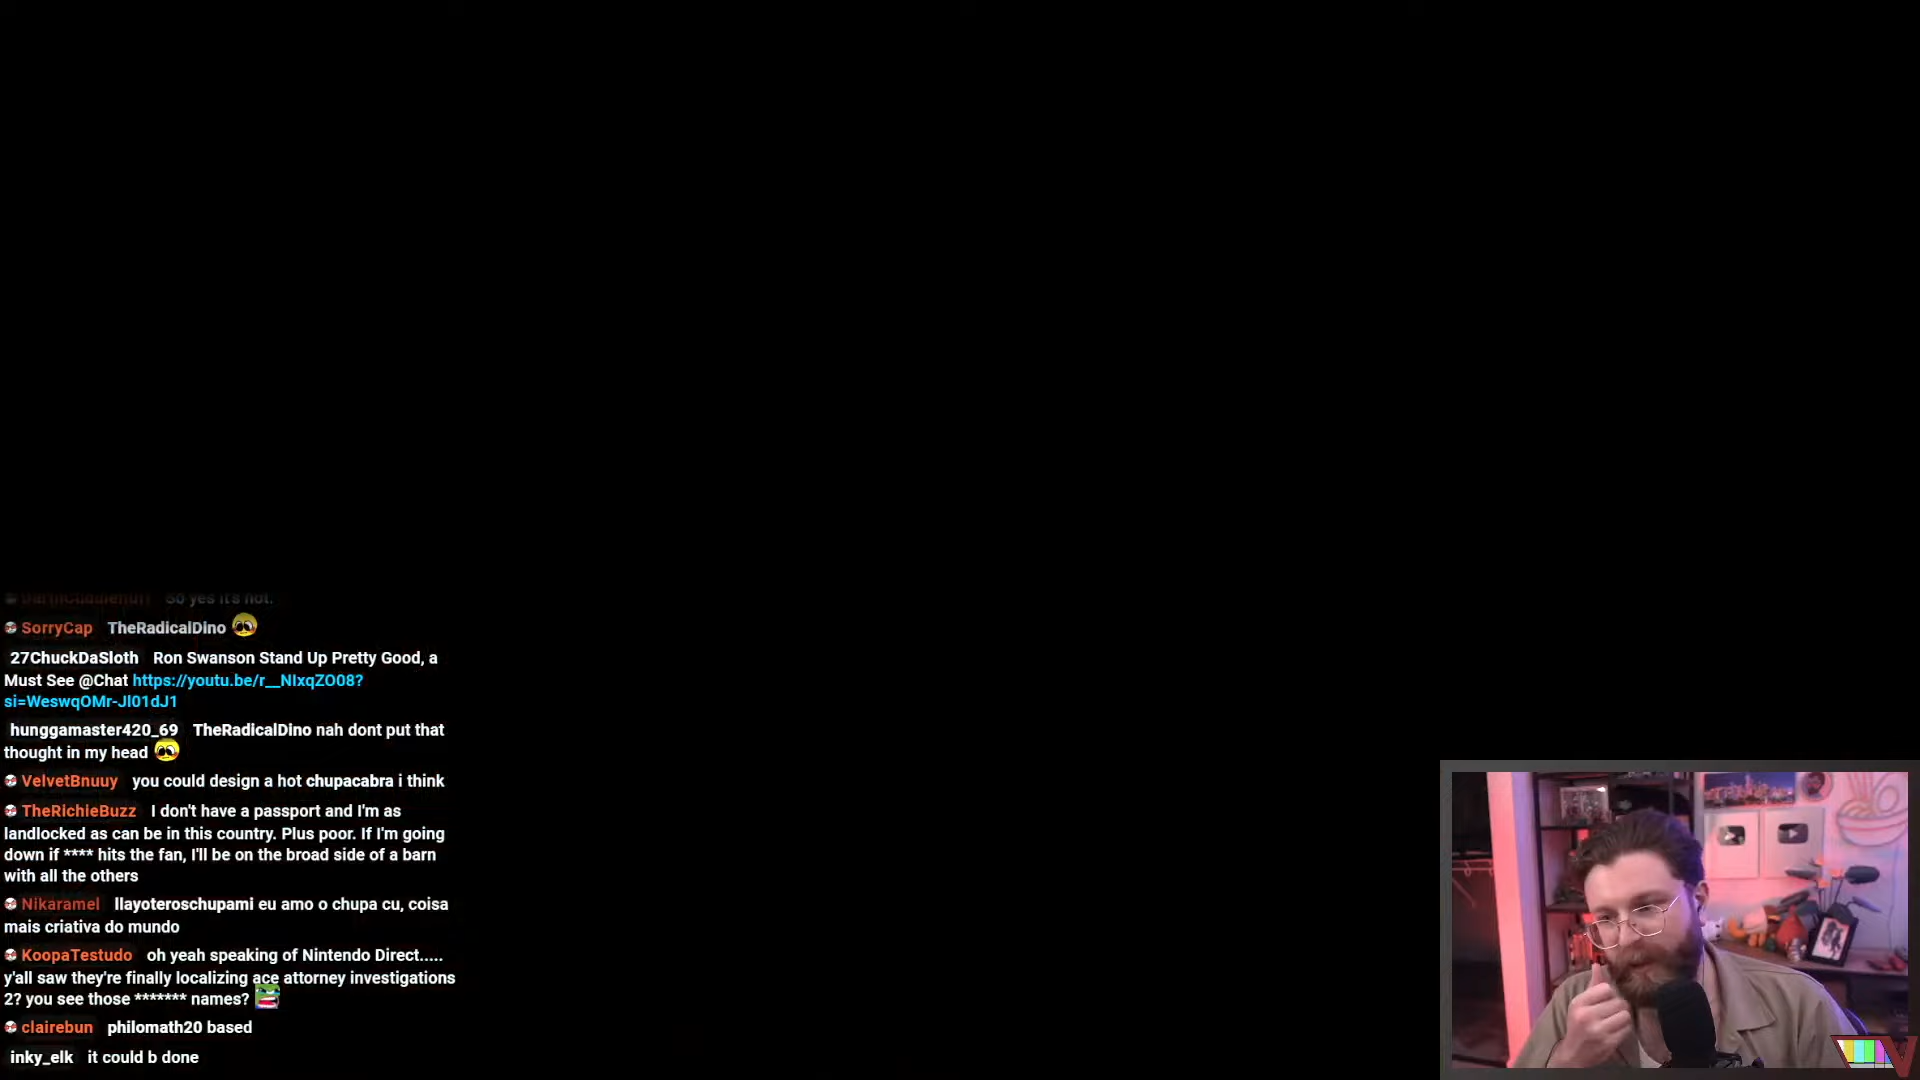 So yes it's not.
SorryCap TheRadicalDino
27ChuckDaSloth Ron Swanson Stand Up Pretty Good, a
Must See @Chat https://youtu.be/r__NIxqZO08?
si=WeswqOMr-Jl01dJ1
hunggamaster420_69 TheRadicalDino nah dont put that
thought in my head
VelvetBnuuy you could design a hot chupacabra i think
TheRichieBuzz I don't have a passport and I'm as
landlocked as can be in this country. Plus poor. If I'm going
down if **** hits the fan, I'll be on the broad side of a barn
with all the others
Nikaramel llayoteroschupami eu amo o chupa cu, coisa
mais criativa do mundo
KoopaTestudo oh yeah speaking of Nintendo Direct.....
y'all saw they're finally localizing ace attorney investigations
2? you see those ******* names?
clairebun philomath20 based
inky_elk it could b done